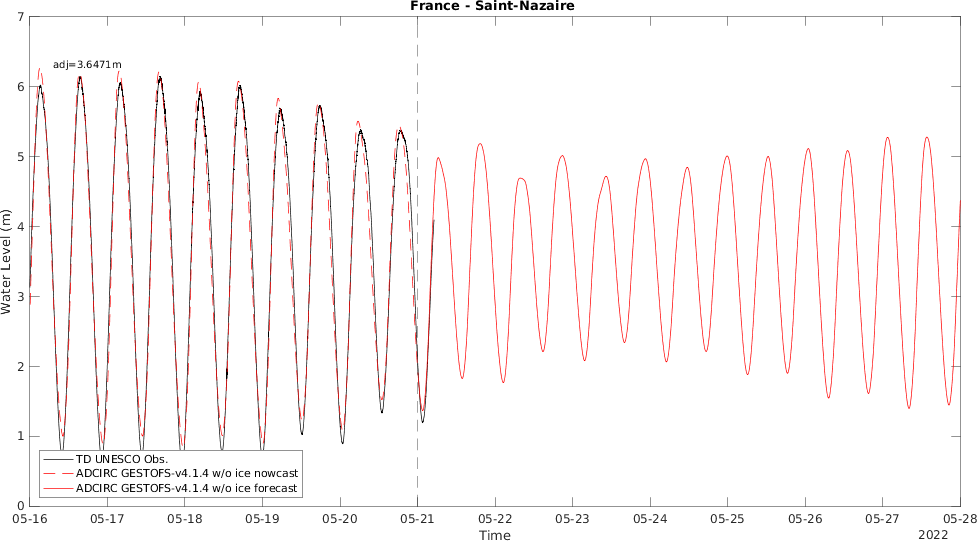 France - Saint-Nazaire
7
adj=3.6471m
6
5
4
3
2
1
0
Water Level (m)
TD UNESCO Obs.
ADCIRC GESTOFS-v4.1.4 w/o ice nowcast
ADCIRC GESTOFS-v4.1.4 w/o ice forecast
05-16 05-17 05-18 05-19 05-20 05-21 05-22 05-23 05-24 05-25 05-26 05-27 05-28
Time
2022